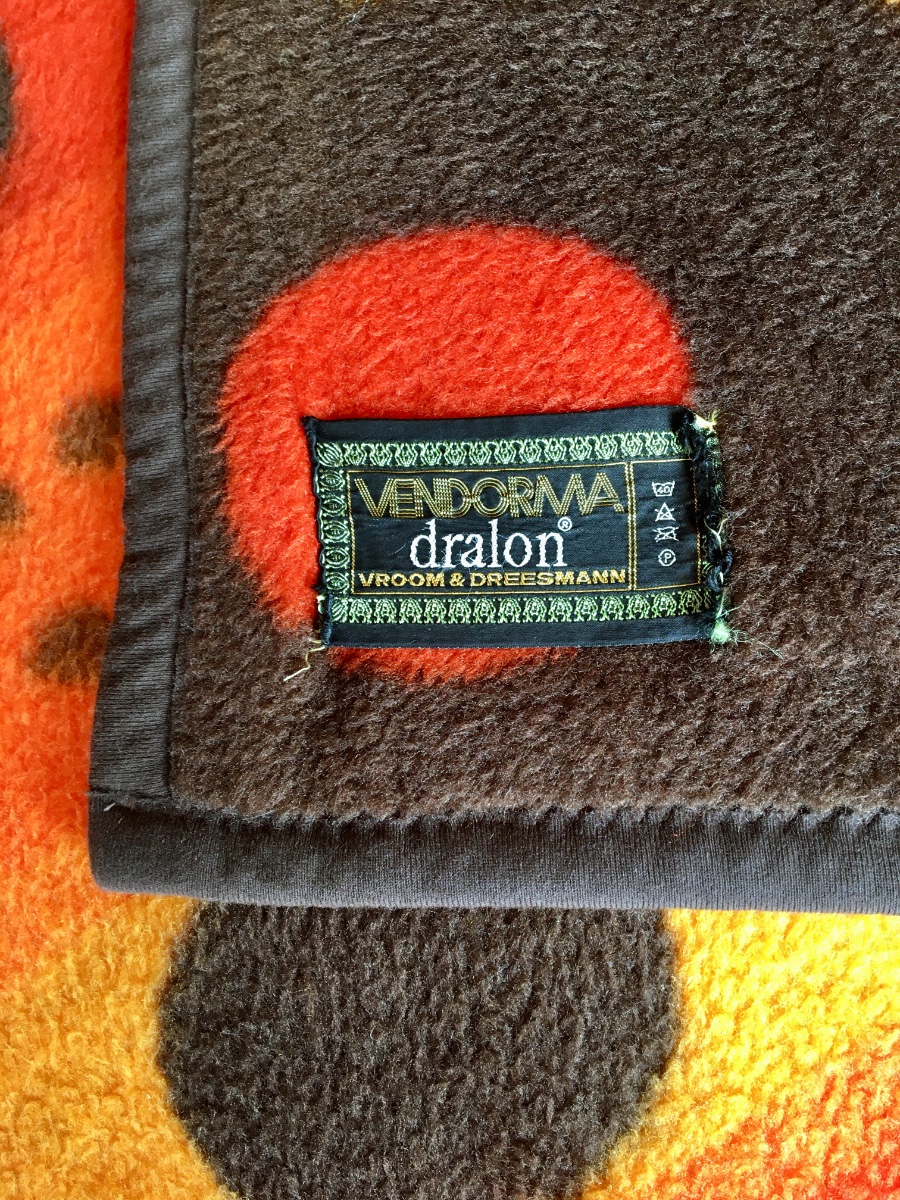 VENDORMA
dralon®
VROOM & DREESMANN
40
P